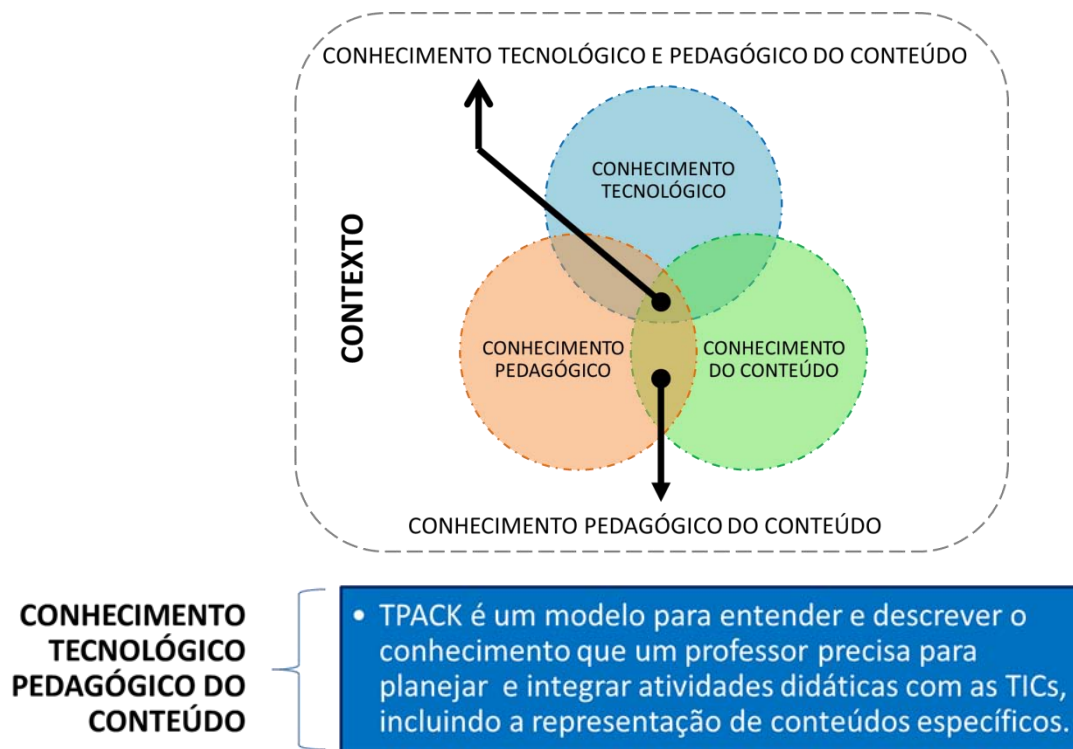 CONHECIMENTO TECNOLÓGICO E PEDAGÓGICO DO CONTEÚDO
CONTEXTO
CONHECIMENTO
TECNOLÓGICO
CONHECIMENTO
PEDAGÓGICO
CONHECIMENTO
DO CONTEÚDO
CONHECIMENTO PEDAGÓGICO DO CONTEÚDO
CONHECIMENTO
TECNOLÓGICO
PEDAGÓGICO DO
CONTEÚDO
• TPACK é um modelo para entender e descrever o
conhecimento que um professor precisa para
planejar e integrar atividades didáticas com as TICs,
incluindo a representação de conteúdos específicos.